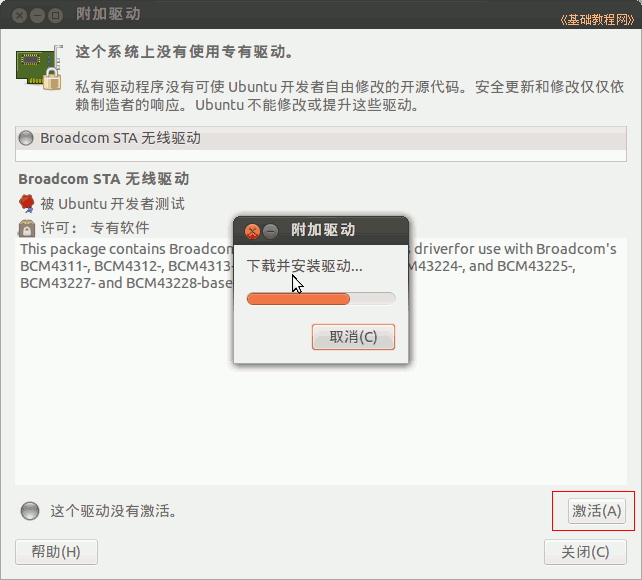 附加驱动
《基础教程网》
这个系统上没有使用专有驱动。
私有驱动程序没有可使 Ubuntu 开发者自由修改的开源代码。安全更新和修改仅仅依
赖制造者的响应。Ubuntu 不能修改或提升这些驱动。
Broadcom STA 无线驱动
Broadcom STA 无线驱动
被 Ubuntu 开发者测试
许可： 专有软件
This package contains Broadcom
driverfor use with Broadcom's
BCM4311-, BCM4312-, BCM4313-
43224-, and BCM43225-,
BCM43227- and BCM43228-base
附加驱动
下载并安装驱动...
取消(C)
这个驱动没有激活。
激活(A)
帮助(H)
关闭(C)